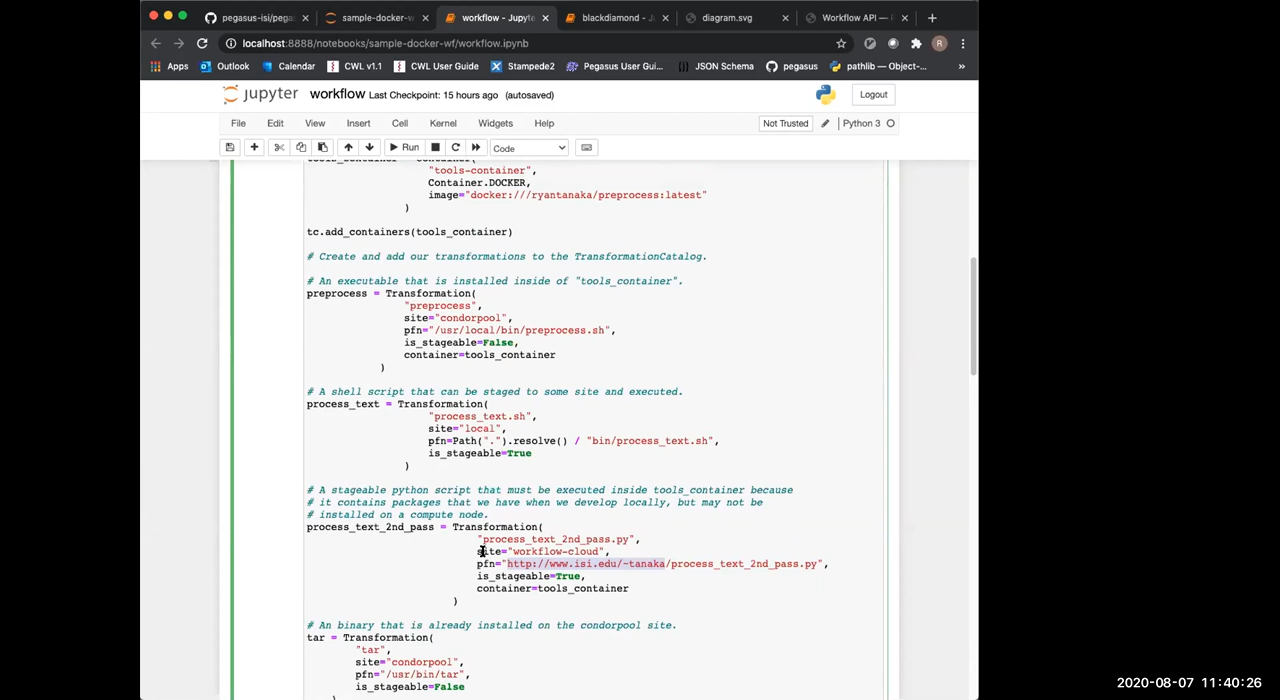 pegasus-isi/pega
sample-docker-w
workflow - Jupyte
blackdiamond - Ju
diagram.svg
Workflow API —
localhost:8888/notebooks/sample-docker-wf/workflow.ipynb
R
Apps
Outlook
Calendar
CWL v1.1
CWL User Guide
Stampede2
Pegasus User Gui...
JSON Schema
pegasus
pathlib — Object-...
»
jupyter
workflow Last Checkpoint: 15 hours ago (autosaved)
Logout
File
Edit
View
Insert
Cell
Kernel
Widgets
Help
Not Trusted
Python 3
Run
Code
tools_container = Container(
"tools-container",
Container.DOCKER,
image="docker:///ryantanaka/preprocess:latest"
)
tc.add_containers(tools_container)
# Create and add our transformations to the TransformationCatalog.
# An executable that is installed inside of "tools_container".
preprocess = Transformation(
"preprocess",
site="condorpool",
pfn="/usr/local/bin/preprocess.sh",
is_stageable=False,
container=tools_container
)
# A shell script that can be staged to some site and executed.
process_text = Transformation(
"process_text.sh",
site="local",
pfn=Path(".").resolve() / "bin/process_text.sh",
is_stageable=True
)
# A stageable python script that must be executed inside tools_container because
# it contains packages that we have when we develop locally, but may not be
# installed on a compute node.
process_text_2nd_pass = Transformation(
"process_text_2nd_pass.py",
site="workflow-cloud",
pfn="http://www.isi.edu/~tanaka/process_text_2nd_pass.py",
is_stageable=True,
container=tools_container
)
# An binary that is already installed on the condorpool site.
tar = Transformation(
"tar",
site="condorpool",
pfn="/usr/bin/tar",
is_stageable=False
)
2020-08-07 11:40:26